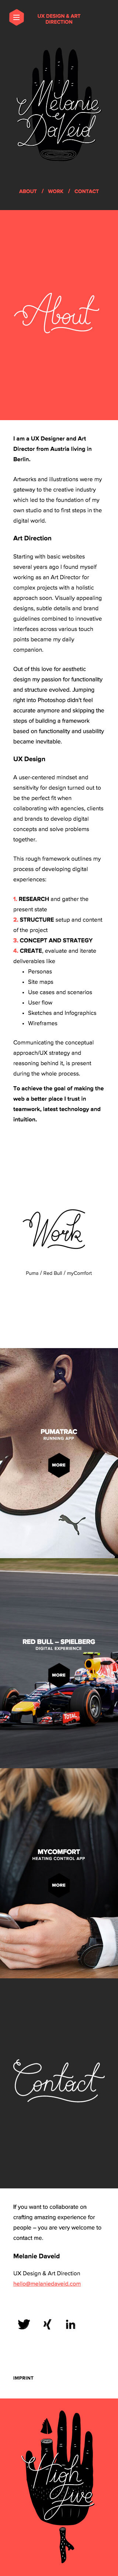 UX DESIGN & ART
DIRECTION
Melanie
DaVeid
ABOUT / WORK / CONTACT
About
I am a UX Designer and Art
Director from Austria living in
Berlin.
Artworks and illustrations were my
gateway to the creative industry
which led to the foundation of my
own studio and to first steps in the
digital world.
Art Direction
Starting with basic websites
several years ago I found myself
working as an Art Director for
complex projects with a holistic
approach soon. Visually appealing
designs, subtle details and brand
guidelines combined to innovative
interfaces across various touch
points became my daily
companion.
Out of this love for aesthetic
design my passion for functionality
and structure evolved. Jumping
right into Photoshop didn't feel
accurate anymore and skipping the
steps of building a framework
based on functionality and usability
became inevitable.
UX Design
A user-centered mindset and
sensitivity for design turned out to
be the perfect fit when
collaborating with agencies, clients
and brands to develop digital
concepts and solve problems
together.
This rough framework outlines my
process of developing digital
experiences:
1. RESEARCH and gather the
present state
2. STRUCTURE setup and content
of the project
3. CONCEPT AND STRATEGY
4. CREATE, evaluate and iterate
deliverables like
• Personas
• Site maps
• Use cases and scenarios
• User flow
• Sketches and Infographics
• Wireframes
Communicating the conceptual
approach/UX strategy and
reasoning behind it, is present
during the whole process.
To achieve the goal of making the
web a better place I trust in
teamwork, latest technology and
intuition.
Work
Puma / Red Bull / myComfort
PUMATRAC
RUNNING APP
MORE
RED BULL – SPIELBERG
DIGITAL EXPERIENCE
MORE
MYCOMFORT
HEATING CONTROL APP
MORE
Contact
If you want to collaborate on
crafting amazing experience for
people – you are very welcome to
contact me.
Melanie Daveid
UX Design & Art Direction
hello@melaniedaveid.com
IMPRINT
High
Five